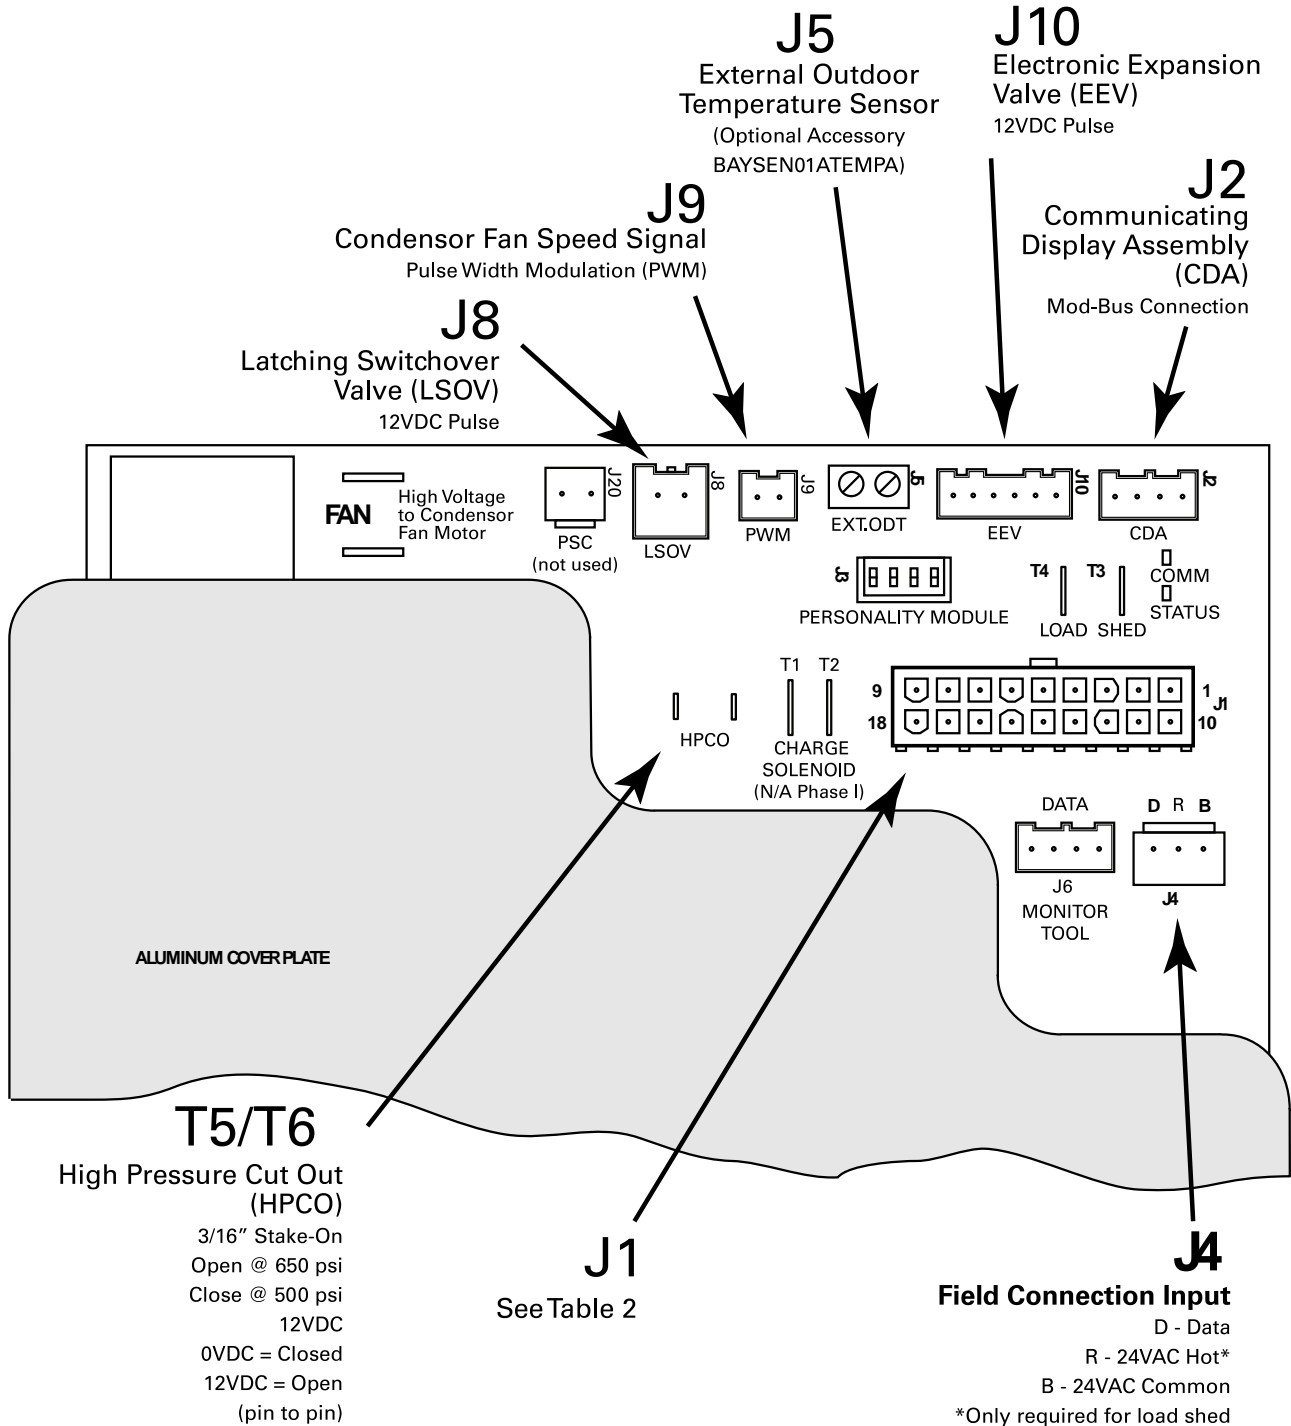 J5
External Outdoor
Temperature Sensor
(Optional Accessory
BAYSEN01ATEMPA)
J10
Electronic Expansion
Valve (EEV)
12VDC Pulse
J2
Communicating
Display Assembly
(CDA)
Mod-Bus Connection
J9
Condensor Fan Speed Signal
Pulse Width Modulation (PWM)
J8
Latching Switchover
Valve (LSOV)
12VDC Pulse
FAN
High Voltage
to Condensor
Fan Motor
J20
PSC
(not used)
J8
LSOV
J9
PWM
J5
EXT.ODT
J10
EEV
J2
CDA
J3
PERSONALITY MODULE
T4
LOAD
T3
SHED
COMM
STATUS
HPCO
T1 T2
CHARGE
SOLENOID
(N/A Phase I)
9
18
1
10
J1
DATA
J6
MONITOR
TOOL
D R B
J4
ALUMINUM COVER PLATE
T5/T6
High Pressure Cut Out
(HPCO)
3/16” Stake-On
Open @ 650 psi
Close @ 500 psi
12VDC
0VDC = Closed
12VDC = Open
(pin to pin)
J1
See Table 2
J4
Field Connection Input
D - Data
R - 24VAC Hot*
B - 24VAC Common
*Only required for load shed